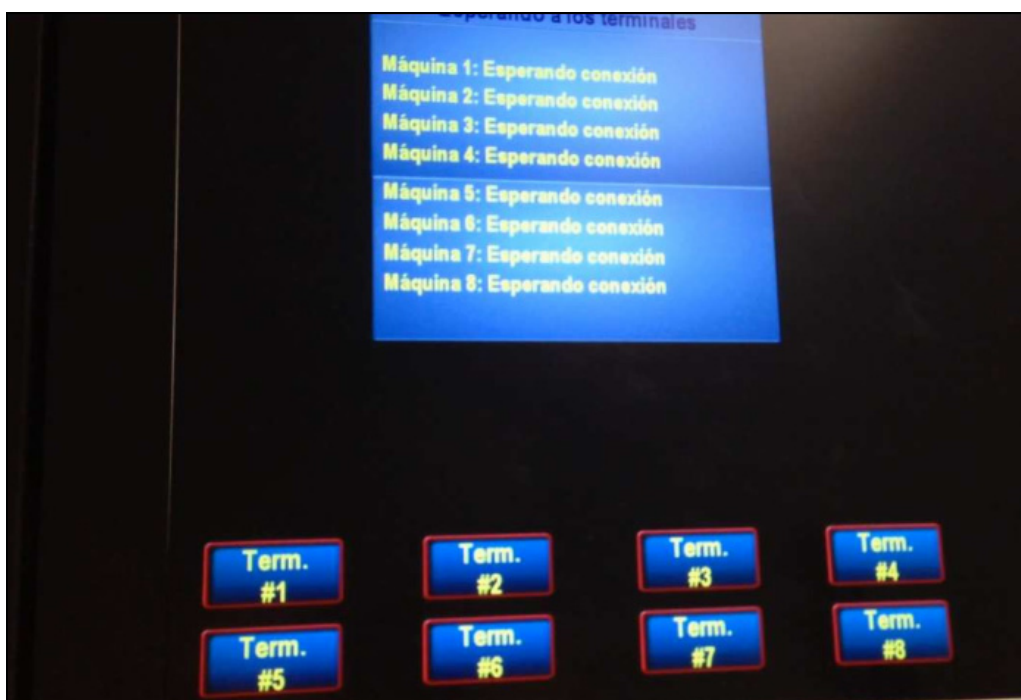 Esperando a los terminales
Máquina 1: Esperando conexión
Máquina 2: Esperando conexión
Máquina 3: Esperando conexión
Máquina 4: Esperando conexión
Máquina 5: Esperando conexión
Máquina 6: Esperando conexión
Máquina 7: Esperando conexión
Máquina 8: Esperando conexión
Term. #1
Term. #2
Term. #3
Term. #4
Term. #5
Term. #6
Term. #7
Term. #8